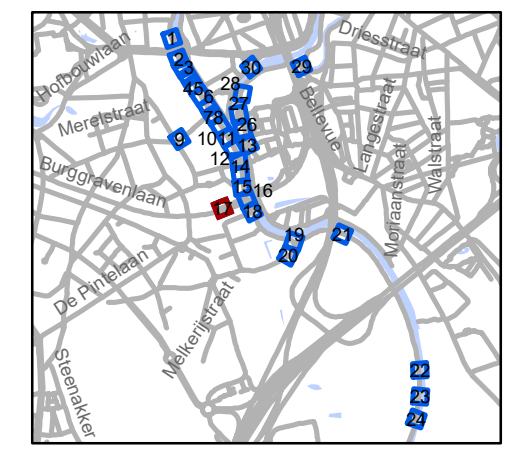 1
Driesstraat
Hofbouwlaan
2
3
30
29
4
5
6
28
27
Bellevue
Merelstraat
7
8
26
Langestraat
Walstraat
9
10
11
13
12
14
Burggravenlaan
15
16
17
18
Moriaanstraat
19
21
20
De Pintelaan
Melkerijstraat
Steenakker
22
23
24